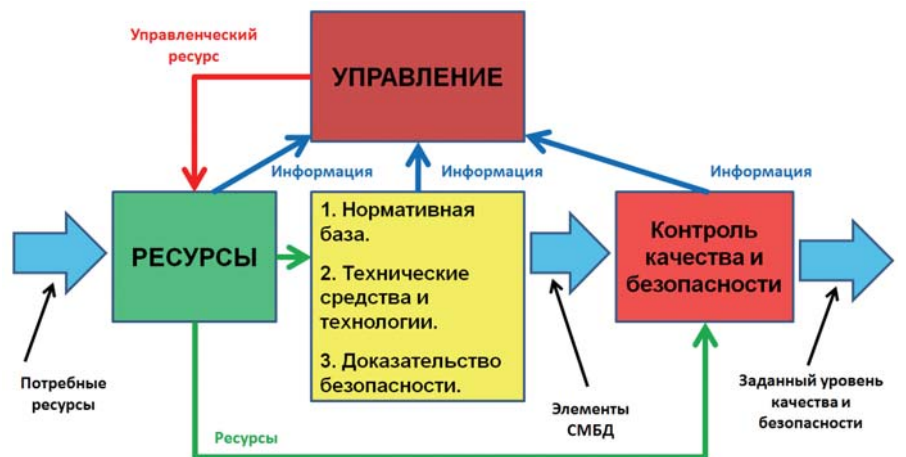 Управленческий
ресурс
УПРАВЛЕНИЕ
Информация
Информация
Информация
РЕСУРСЫ
1. Нормативная
база.
2. Технические
средства и
технологии.
3. Доказательство
безопасности.
Контроль
качества и
безопасности
Потребные
ресурсы
Ресурсы
Элементы
СМБД
Заданный уровень
качества и
безопасности